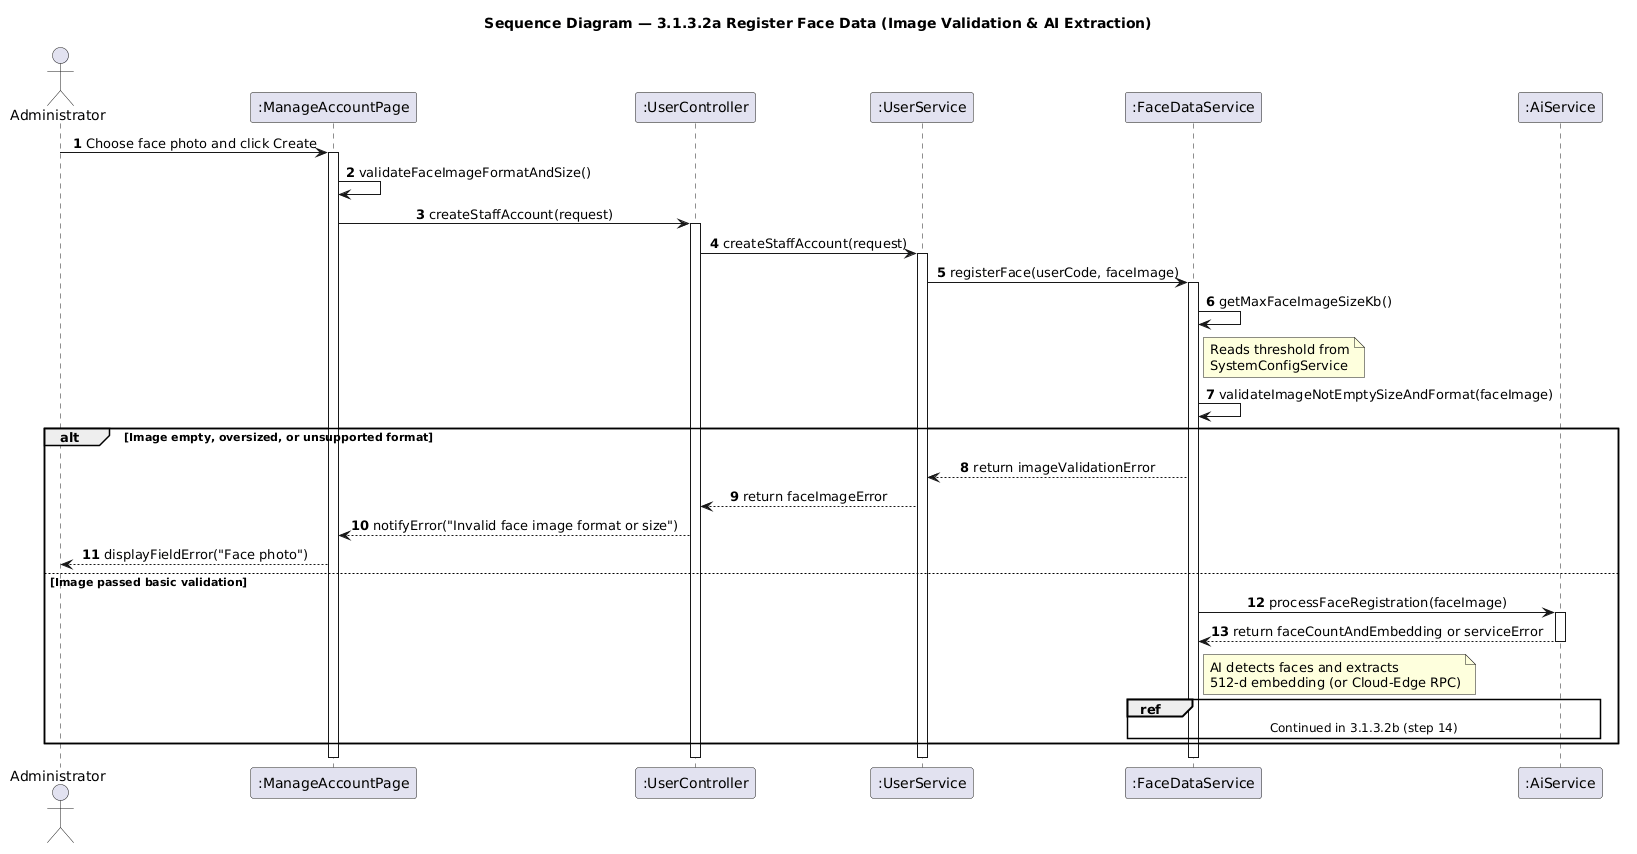 Sequence Diagram — 3.1.3.2a Register Face Data (Image Validation & AI Extraction)
Administrator
:ManageAccountPage
:UserController
:UserService
:FaceDataService
:AiService
1 Choose face photo and click Create
2 validateFaceImageFormatAndSize()
3 createStaffAccount(request)
4 createStaffAccount(request)
5 registerFace(userCode, faceImage)
6 getMaxFaceImageSizeKb()
Reads threshold from
SystemConfigService
7 validateImageNotEmptySizeAndFormat(faceImage)
alt [Image empty, oversized, or unsupported format]
8 return imageValidationError
9 return faceImageError
10 notifyError("Invalid face image format or size")
11 displayFieldError("Face photo")
[Image passed basic validation]
12 processFaceRegistration(faceImage)
13 return faceCountAndEmbedding or serviceError
AI detects faces and extracts
512-d embedding (or Cloud-Edge RPC)
ref
Continued in 3.1.3.2b (step 14)
Administrator
:ManageAccountPage
:UserController
:UserService
:FaceDataService
:AiService